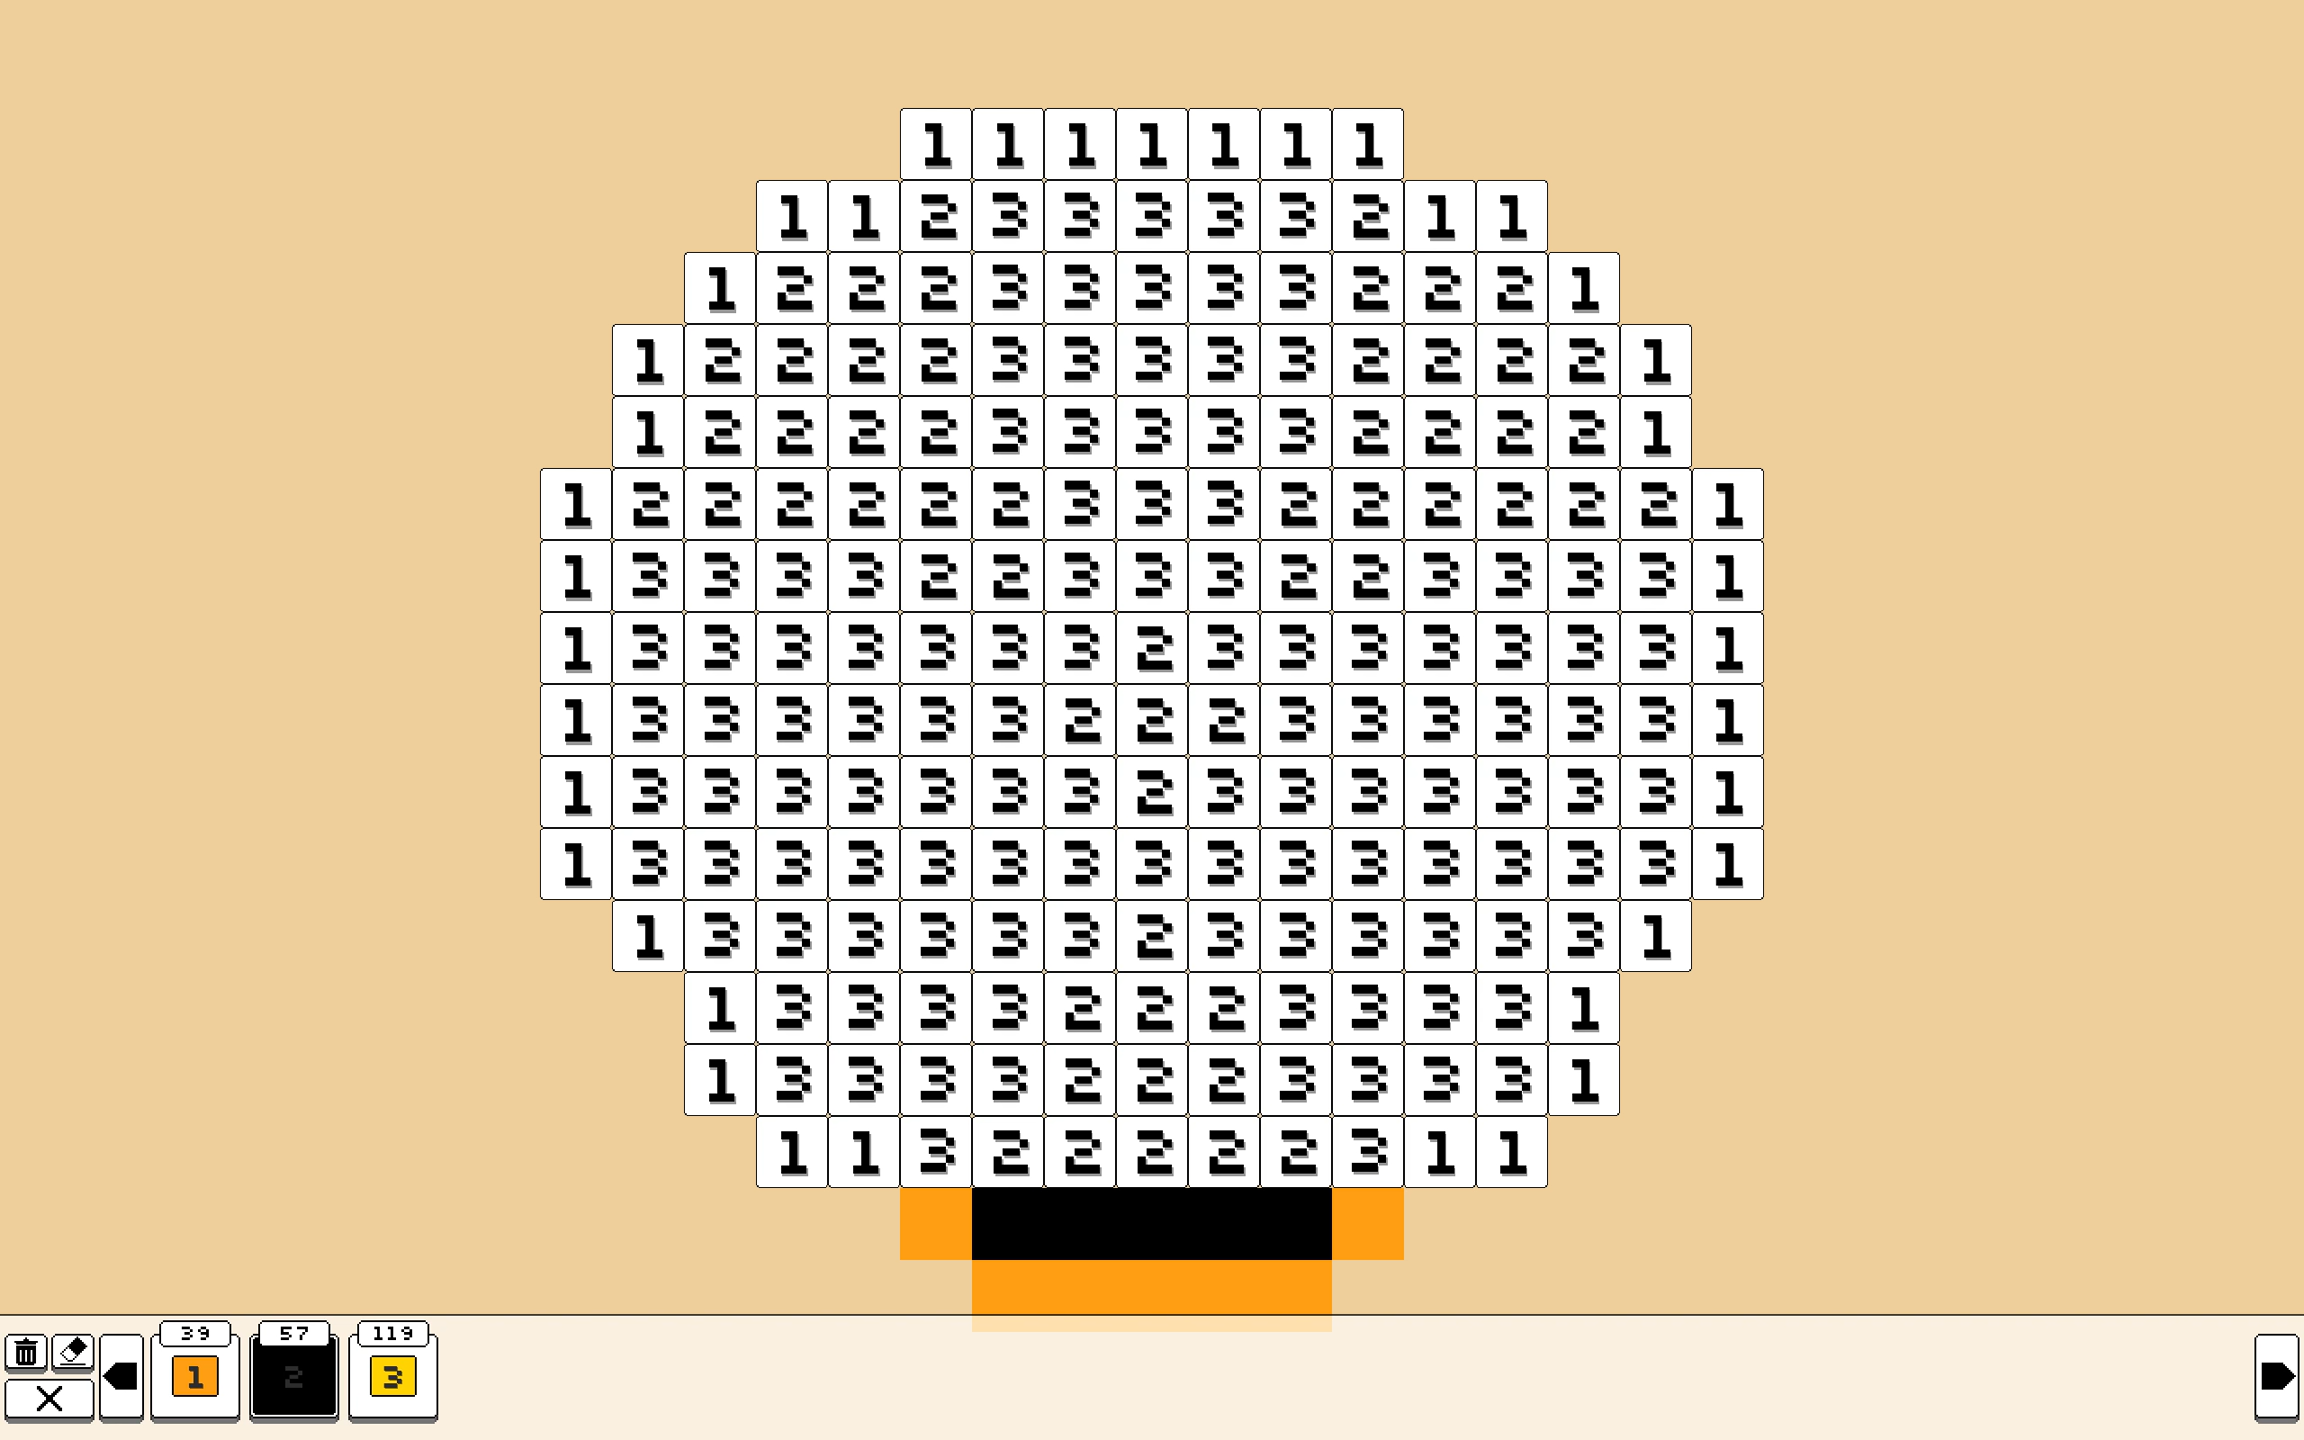 1 1 1 1 1 1 1
1 1 2 3 3 3 3 3 2 1 1
1 2 2 2 3 3 3 3 3 2 2 2 1
1 2 2 2 2 3 3 3 3 3 2 2 2 2 1
1 2 2 2 2 3 3 3 3 3 2 2 2 2 1
1 2 2 2 2 2 2 3 3 3 2 2 2 2 2 2 1
1 3 3 3 3 2 2 3 3 3 2 2 3 3 3 3 1
1 3 3 3 3 3 3 3 2 3 3 3 3 3 3 3 1
1 3 3 3 3 3 3 2 2 2 3 3 3 3 3 3 1
1 3 3 3 3 3 3 3 2 3 3 3 3 3 3 3 1
1 3 3 3 3 3 3 3 3 3 3 3 3 3 3 3 1
1 3 3 3 3 3 3 2 3 3 3 3 3 3 1
1 3 3 3 3 2 2 2 3 3 3 3 1
1 3 3 3 3 2 2 2 3 3 3 3 1
1 1 3 2 2 2 2 2 3 1 1
39 57 119
1 2 3